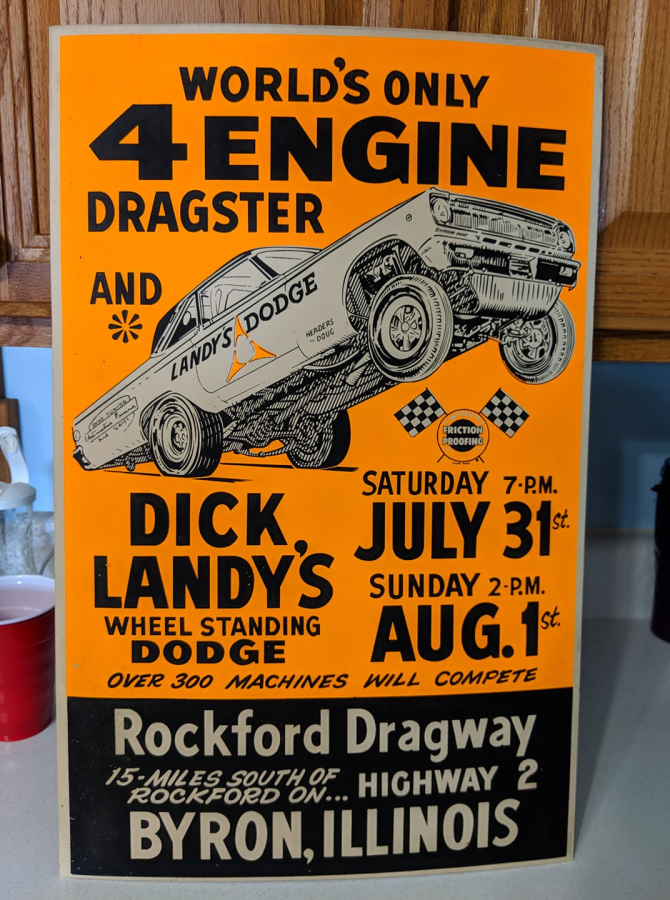 WORLD'S ONLY
4 ENGINE
DRAGSTER
AND
*
LANDY'S DODGE
HEADERS
by DOUG
FRICTION
PROOFING
DICK,
LANDY'S
WHEEL STANDING
DODGE
SATURDAY 7-P.M.
JULY 31st.
SUNDAY 2-P.M.
AUG. 1st.
OVER 300 MACHINES WILL COMPETE
Rockford Dragway
15-MILES SOUTH OF
ROCKFORD ON... HIGHWAY 2
BYRON, ILLINOIS